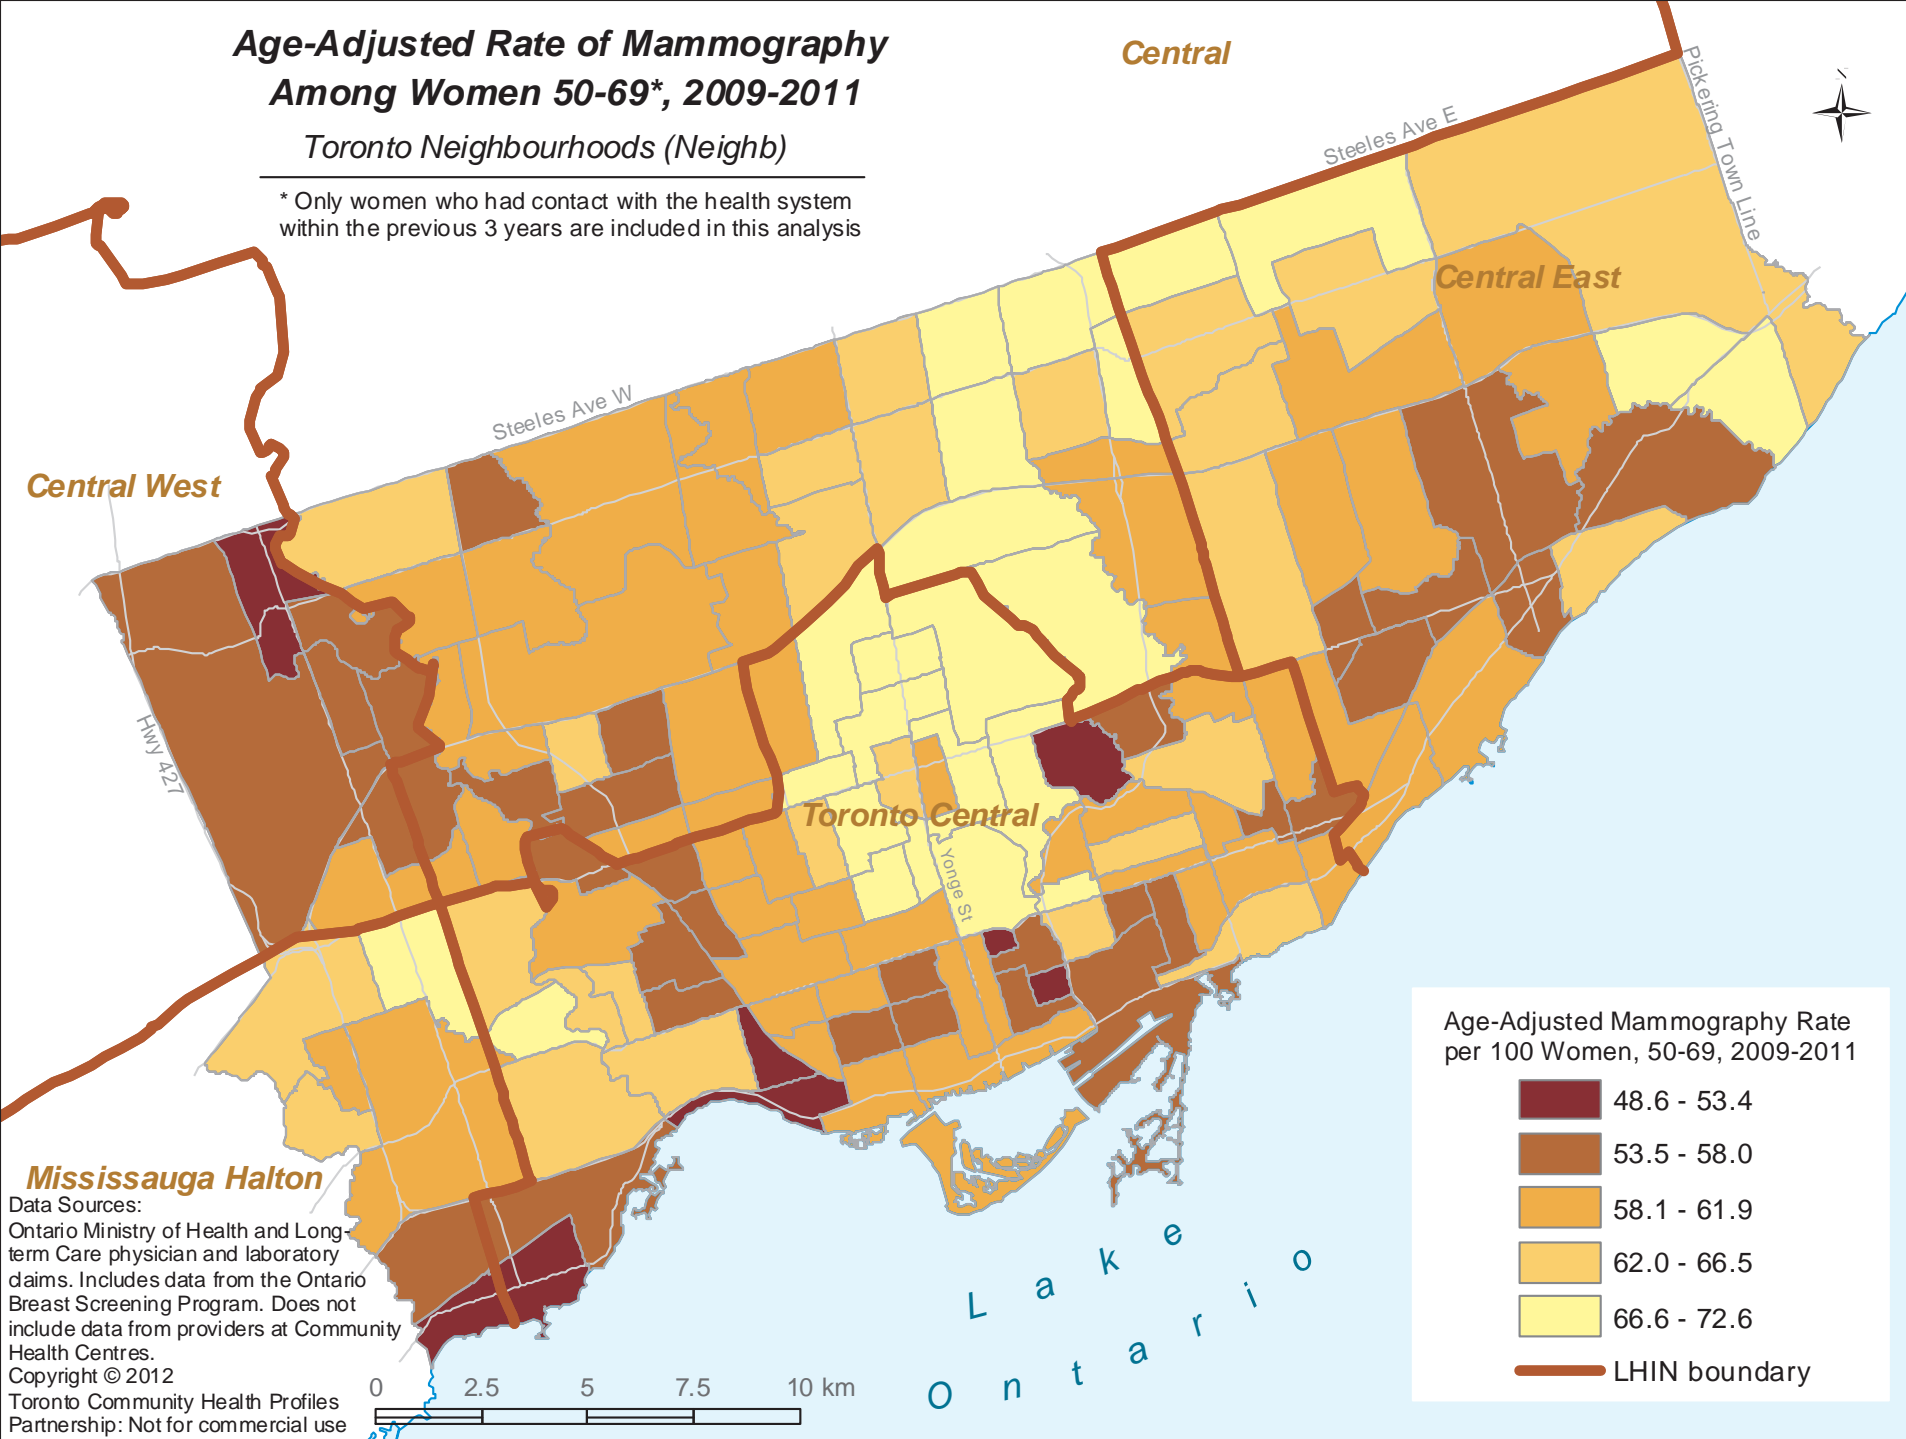 Age-Adjusted Rate of Mammography
Among Women 50-69*, 2009-2011
Toronto Neighbourhoods (Neighb)
* Only women who had contact with the health system
within the previous 3 years are included in this analysis
Central
N
Pickering Town Line
Steeles Ave E
Central East
Steeles Ave W
Central West
Hwy 427
Toronto Central
Yonge St
Mississauga Halton
Lake
Ontario
Data Sources:
Ontario Ministry of Health and Long-
term Care physician and laboratory
claims. Includes data from the Ontario
Breast Screening Program. Does not
include data from providers at Community
Health Centres.
Copyright © 2012
Toronto Community Health Profiles
Partnership: Not for commercial use
0 2.5 5 7.5 10 km
Age-Adjusted Mammography Rate
per 100 Women, 50-69, 2009-2011
48.6 - 53.4
53.5 - 58.0
58.1 - 61.9
62.0 - 66.5
66.6 - 72.6
LHIN boundary